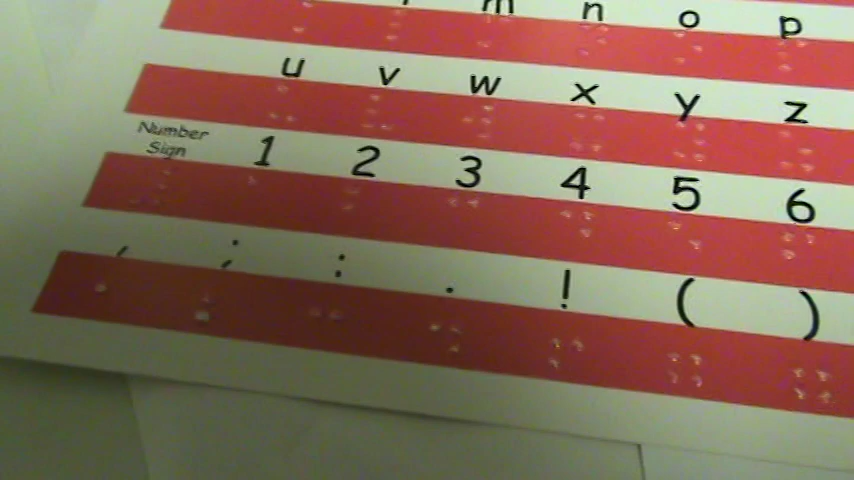 m n o p
u v w x y z
Number
Sign
1 2 3 4 5 6
, ; : . ! ( )